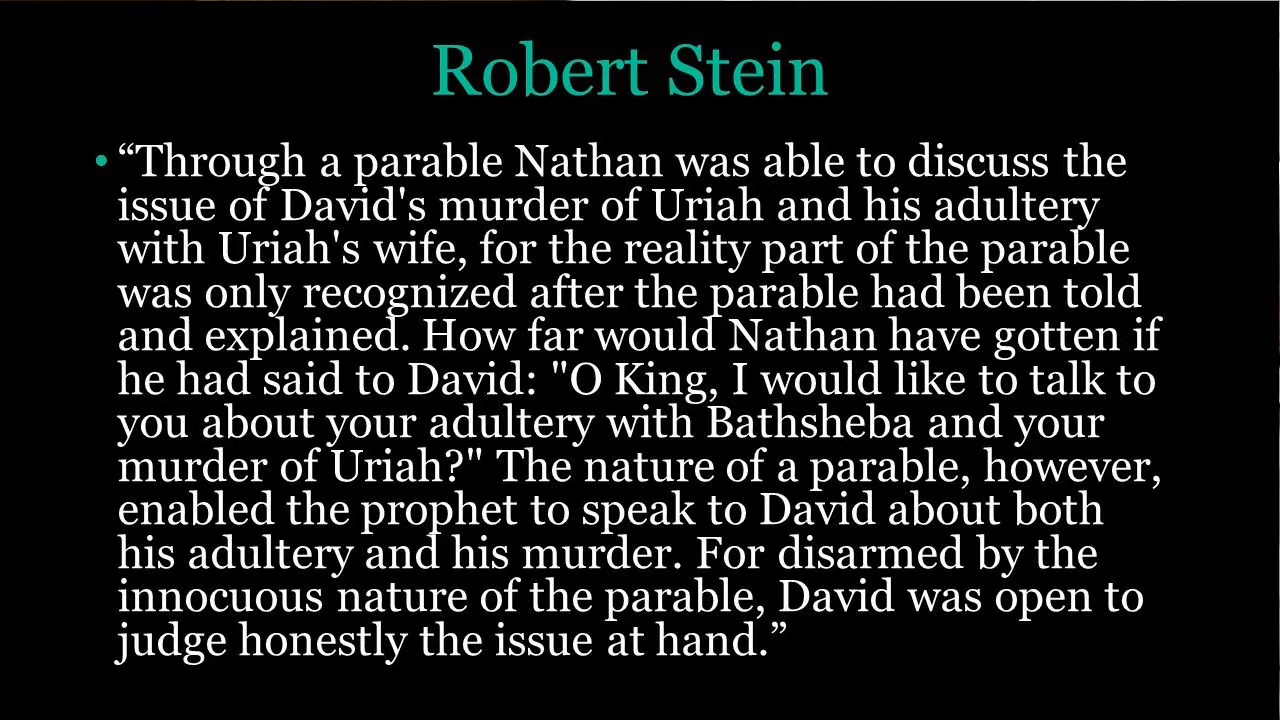 Robert Stein
• “Through a parable Nathan was able to discuss the
issue of David's murder of Uriah and his adultery
with Uriah's wife, for the reality part of the parable
was only recognized after the parable had been told
and explained. How far would Nathan have gotten if
he had said to David: "O King, I would like to talk to
you about your adultery with Bathsheba and your
murder of Uriah?" The nature of a parable, however,
enabled the prophet to speak to David about both
his adultery and his murder. For disarmed by the
innocuous nature of the parable, David was open to
judge honestly the issue at hand.”